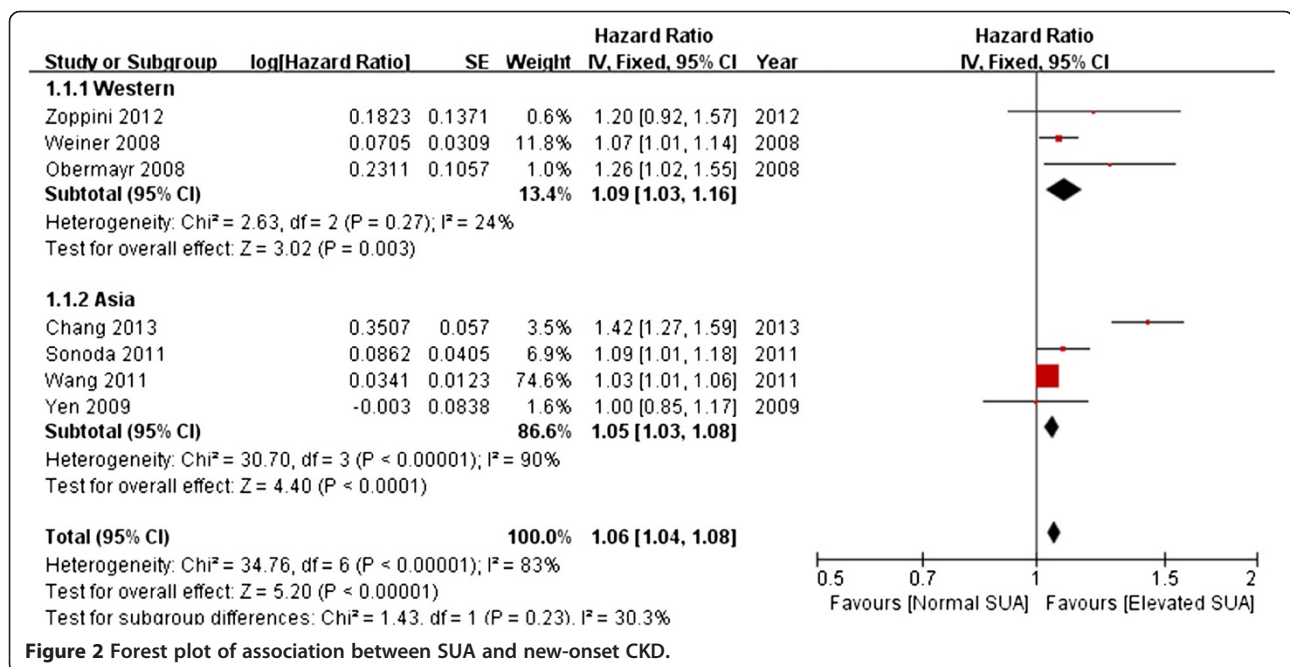 Hazard Ratio Hazard Ratio
Study or Subgroup log[Hazard Ratio] SE Weight IV, Fixed, 95% CI Year IV, Fixed, 95% CI
1.1.1 Western
Zoppini 2012 0.1823 0.1371 0.6% 1.20 [0.92, 1.57] 2012
Weiner 2008 0.0705 0.0309 11.8% 1.07 [1.01, 1.14] 2008
Obermayr 2008 0.2311 0.1057 1.0% 1.26 [1.02, 1.55] 2008
Subtotal (95% CI) 13.4% 1.09 [1.03, 1.16]
Heterogeneity: Chi² = 2.63, df = 2 (P = 0.27); I² = 24%
Test for overall effect: Z = 3.02 (P = 0.003)
1.1.2 Asia
Chang 2013 0.3507 0.057 3.5% 1.42 [1.27, 1.59] 2013
Sonoda 2011 0.0862 0.0405 6.9% 1.09 [1.01, 1.18] 2011
Wang 2011 0.0341 0.0123 74.6% 1.03 [1.01, 1.06] 2011
Yen 2009 -0.003 0.0838 1.6% 1.00 [0.85, 1.17] 2009
Subtotal (95% CI) 86.6% 1.05 [1.03, 1.08]
Heterogeneity: Chi² = 30.70, df = 3 (P < 0.00001); I² = 90%
Test for overall effect: Z = 4.40 (P < 0.0001)
Total (95% CI) 100.0% 1.06 [1.04, 1.08]
Heterogeneity: Chi² = 34.76, df = 6 (P < 0.00001); I² = 83%
Test for overall effect: Z = 5.20 (P < 0.00001)
Test for subgroup differences: Chi² = 1.43, df = 1 (P = 0.23), I² = 30.3%
0.5 0.7 1 1.5 2
Favours [Normal SUA] Favours [Elevated SUA]
Figure 2 Forest plot of association between SUA and new-onset CKD.